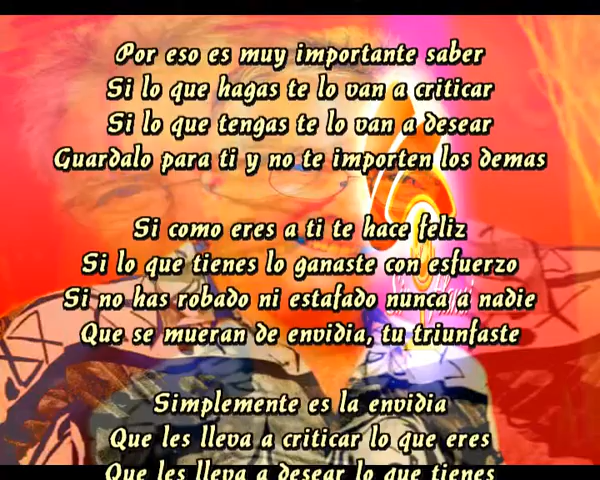 Por eso es muy importante saber
Si lo que hagas te lo van a criticar
Si lo que tengas te lo van a desear
Guardalo para ti y no te importen los demas
Si como eres a ti te hace feliz
Si lo que tienes lo ganaste con esfuerzo
Si no has robado ni estafado nunca a nadie
Que se mueran de envidia, tu triunfaste
Simplemente es la envidia
Que les lleva a criticar lo que eres
Que les lleva a desear lo que tienes